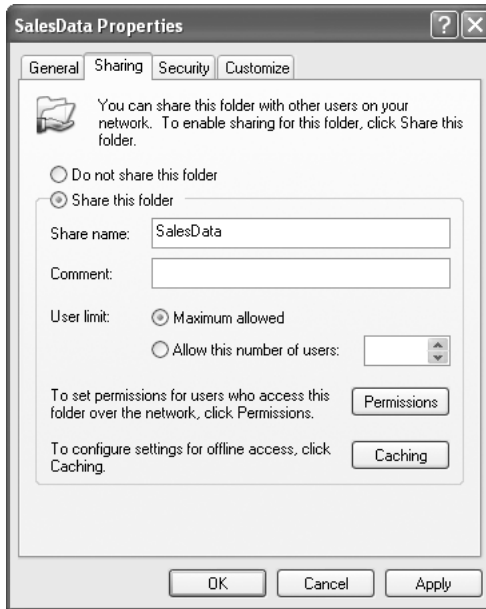 SalesData Properties
General Sharing Security Customize
You can share this folder with other users on your
network. To enable sharing for this folder, click Share this
folder.
Do not share this folder
Share this folder
Share name: SalesData
Comment:
User limit: Maximum allowed
Allow this number of users:
To set permissions for users who access this
folder over the network, click Permissions.
Permissions
To configure settings for offline access, click
Caching.
Caching
OK Cancel Apply